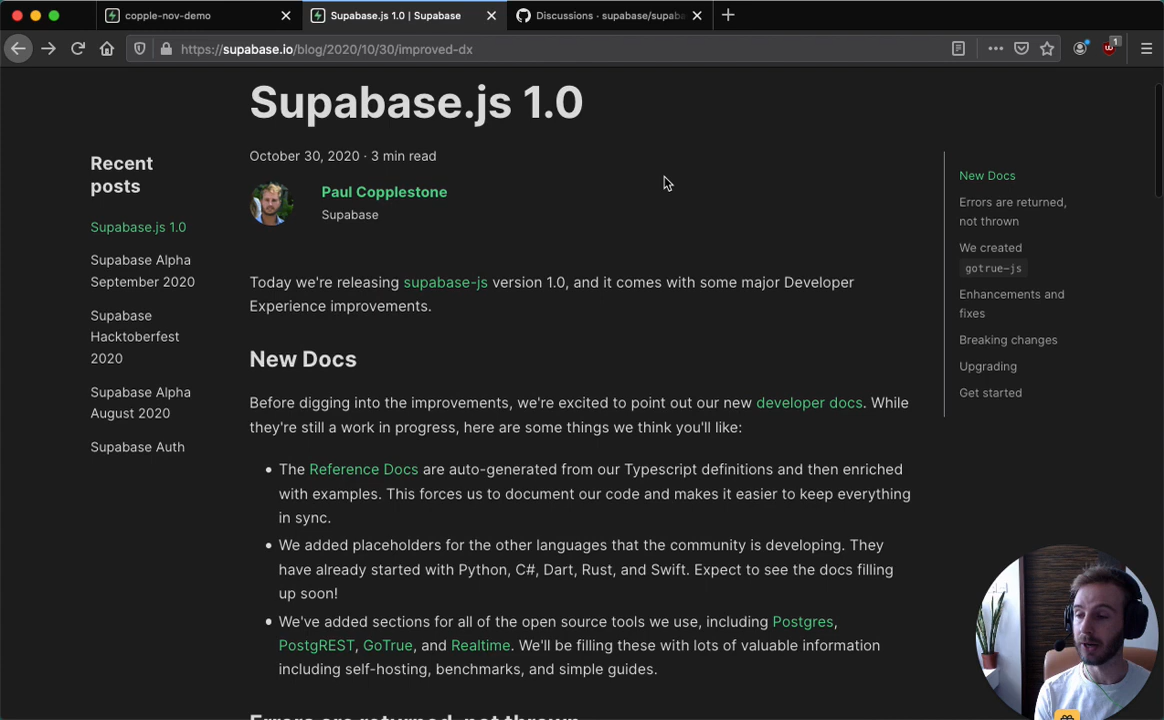 copple-nov-demo
Supabase.js 1.0 | Supabase
Discussions · supabase/supab
https://supabase.io/blog/2020/10/30/improved-dx
1
Supabase.js 1.0
October 30, 2020 · 3 min read
Paul Copplestone
Supabase
Recent
posts
Supabase.js 1.0
Supabase Alpha
September 2020
Supabase
Hacktoberfest
2020
Supabase Alpha
August 2020
Supabase Auth
Today we're releasing supabase-js version 1.0, and it comes with some major Developer
Experience improvements.
New Docs
Before digging into the improvements, we're excited to point out our new developer docs. While
they're still a work in progress, here are some things we think you'll like:
• The Reference Docs are auto-generated from our Typescript definitions and then enriched
with examples. This forces us to document our code and makes it easier to keep everything
in sync.
• We added placeholders for the other languages that the community is developing. They
have already started with Python, C#, Dart, Rust, and Swift. Expect to see the docs filling
up soon!
• We've added sections for all of the open source tools we use, including Postgres,
PostgREST, GoTrue, and Realtime. We'll be filling these with lots of valuable information
including self-hosting, benchmarks, and simple guides.
Errors are returned, not thrown
New Docs
Errors are returned,
not thrown
We created
gotrue-js
Enhancements and
fixes
Breaking changes
Upgrading
Get started